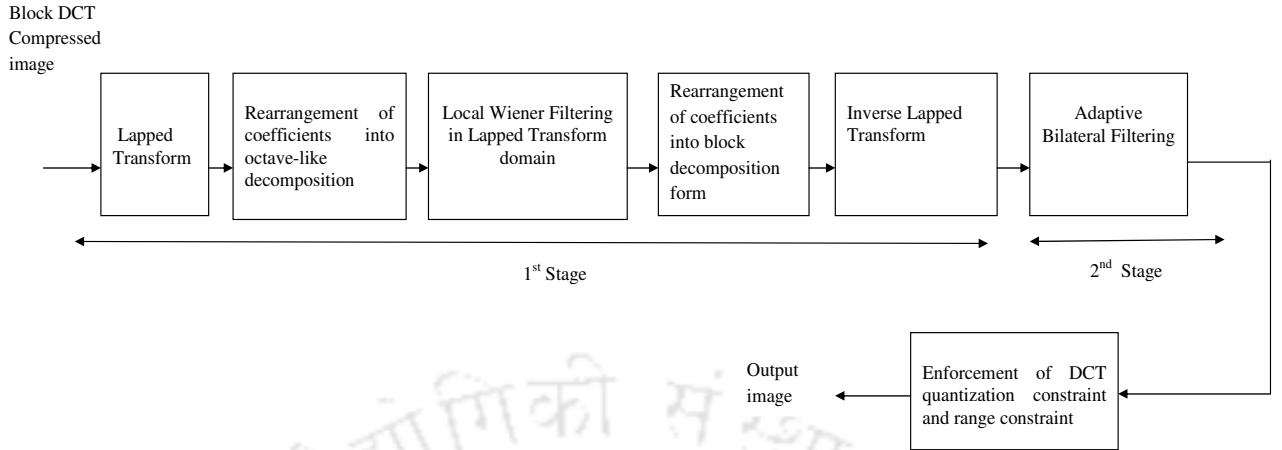 Block DCT
Compressed
image
Lapped
Transform
Rearrangement of
coefficients into
octave-like
decomposition
Local Wiener Filtering
in Lapped Transform
domain
Rearrangement
of coefficients
into block
decomposition
form
Inverse Lapped
Transform
Adaptive
Bilateral Filtering
1st Stage
2nd Stage
Output
image
Enforcement of DCT
quantization constraint
and range constraint